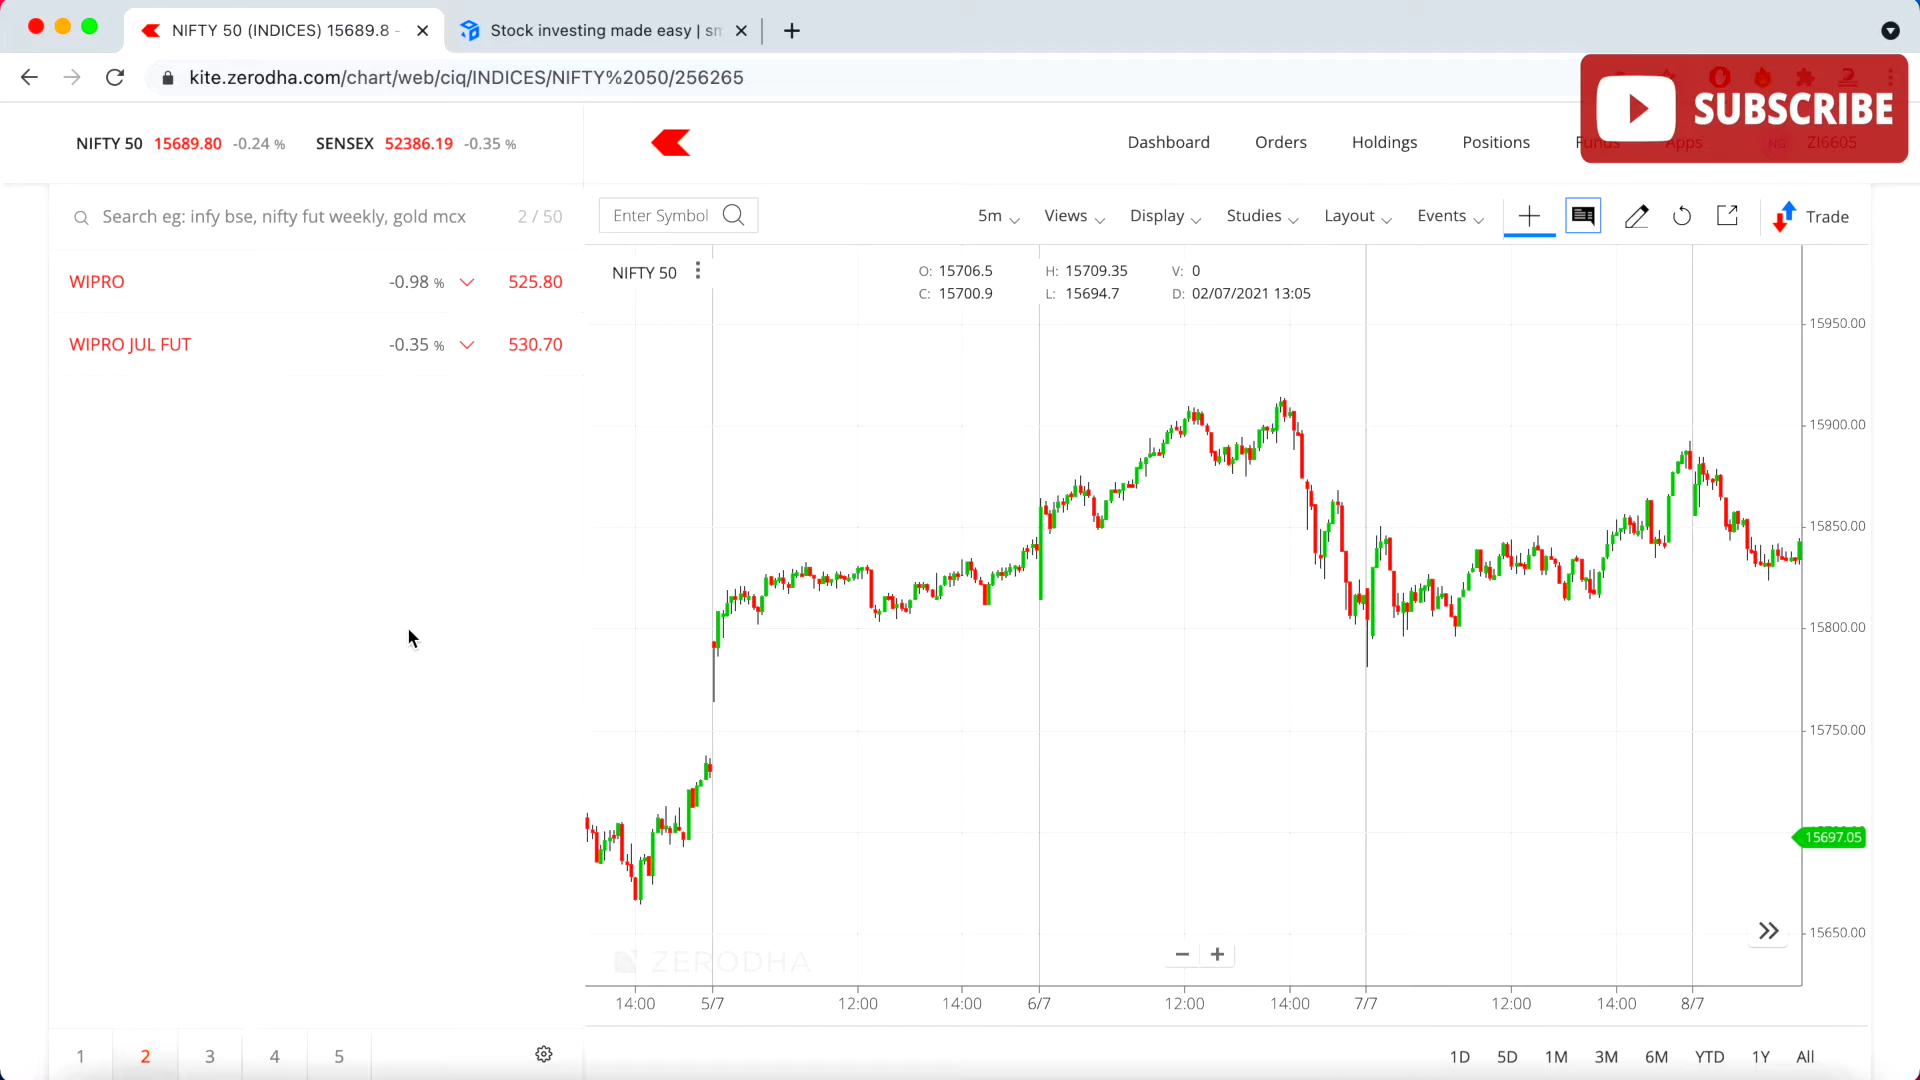 NIFTY 50 (INDICES) 15689.8 -
Stock investing made easy | sm
kite.zerodha.com/chart/web/ciq/INDICES/NIFTY%2050/256265
SUBSCRIBE
NIFTY 50 15689.80 -0.24 %
SENSEX 52386.19 -0.35 %
Dashboard
Orders
Holdings
Positions
Funds
Apps
NG
ZI6605
Search eg: infy bse, nifty fut weekly, gold mcx
2 / 50
Enter Symbol
5m
Views
Display
Studies
Layout
Events
Trade
WIPRO -0.98 % 525.80
WIPRO JUL FUT -0.35 % 530.70
NIFTY 50
O: 15706.5 H: 15709.35 V: 0
C: 15700.9 L: 15694.7 D: 02/07/2021 13:05
15950.00
15900.00
15850.00
15800.00
15750.00
15697.05
15650.00
ZERODHA
14:00 5/7 12:00 14:00 6/7 12:00 14:00 7/7 12:00 14:00 8/7
1 2 3 4 5
1D 5D 1M 3M 6M YTD 1Y All